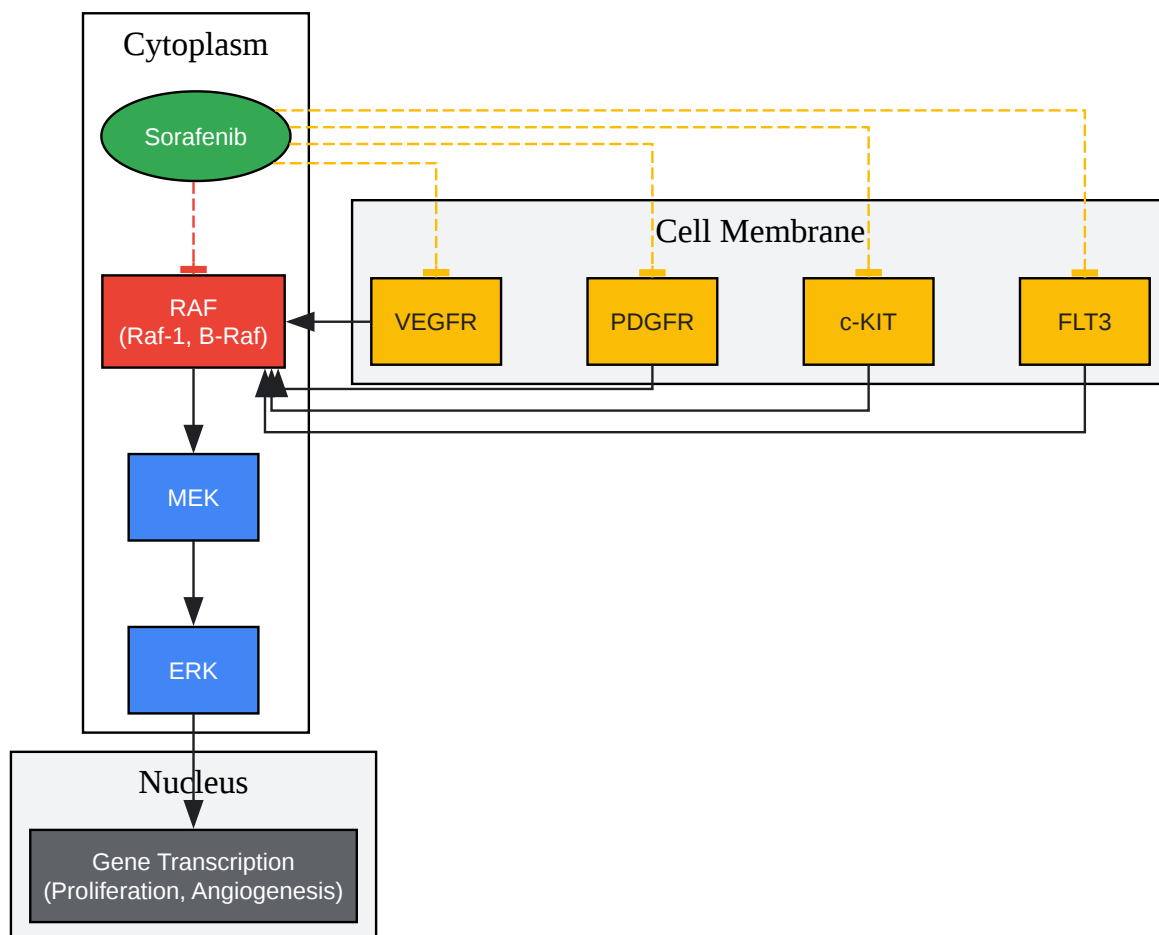 Cytoplasm
Sorafenib
Cell Membrane
RAF
(Raf-1, B-Raf)
VEGFR
PDGFR
c-KIT
FLT3
MEK
ERK
Nucleus
Gene Transcription
(Proliferation, Angiogenesis)